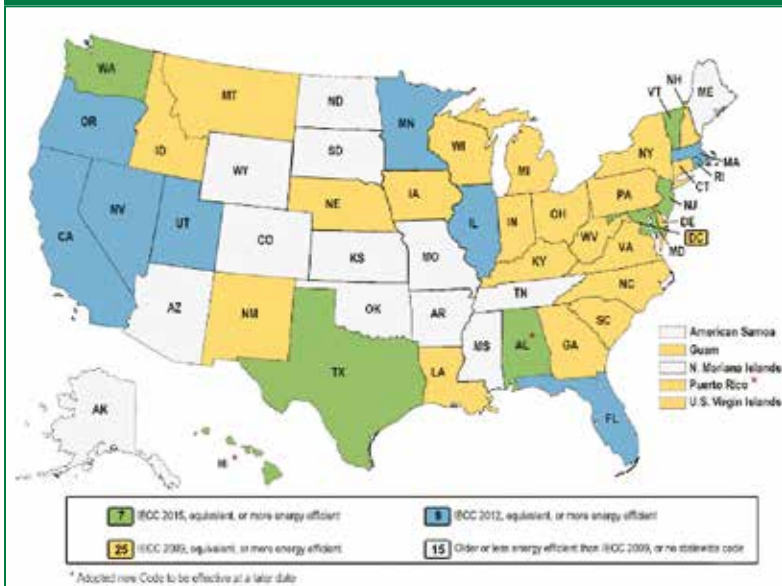 WA
OR
CA
NV
ID
MT
WY
UT
AZ
CO
NM
ND
SD
NE
KS
OK
TX
MN
IA
MO
AR
LA
WI
IL
MS
MI
IN
KY
TN
AL *
OH
WV
GA
FL
SC
NC
VA
PA
NY
VT
NH
ME
MA
RI
CT
NJ
DE
DC
MD
AK
HI *
American Samoa
Guam
N. Mariana Islands
Puerto Rico *
U.S. Virgin Islands
7 IECC 2015, equivalent, or more energy efficient
IECC 2012, equivalent, or more energy efficient
25 IECC 2009, equivalent, or more energy efficient
15 Older or less energy efficient than IECC 2009, or no statewide code
* Adopted new Code to be effective at a later date